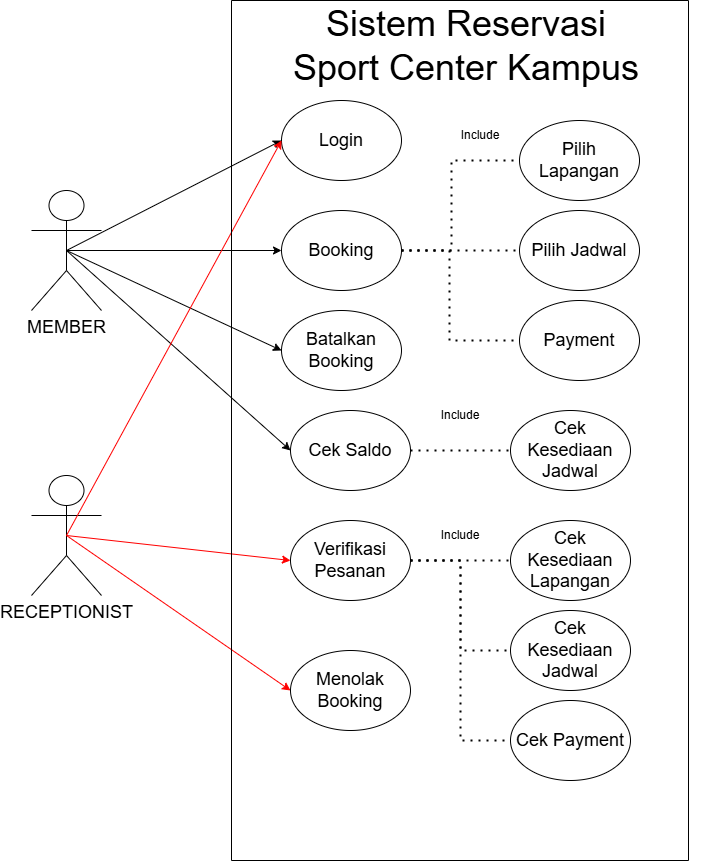 Sistem Reservasi
Sport Center Kampus
Login
Include
Pilih
Lapangan
MEMBER
Booking
Pilih Jadwal
Batalkan
Booking
Payment
Cek Saldo
Include
Cek
Kesediaan
Jadwal
RECEPTIONIST
Verifikasi
Pesanan
Include
Cek
Kesediaan
Lapangan
Cek
Kesediaan
Jadwal
Menolak
Booking
Cek Payment